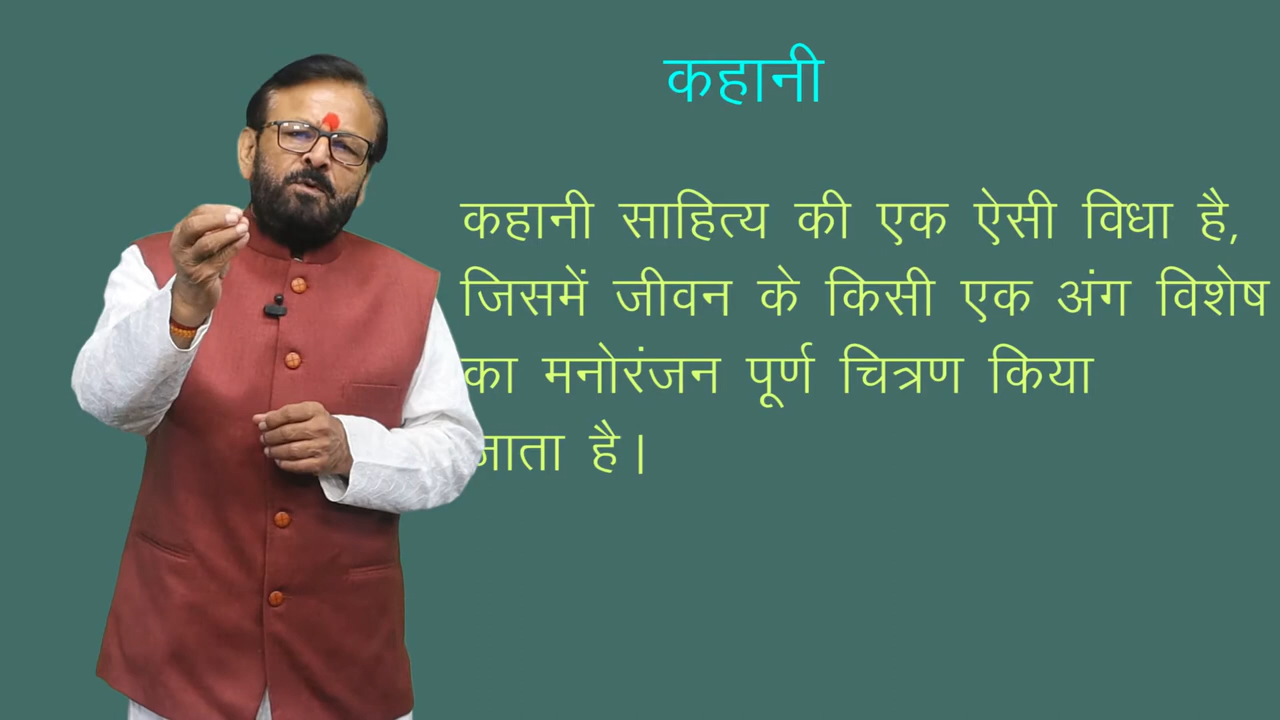 कहानी
कहानी साहित्य की एक ऐसी विधा है,
जिसमें जीवन के किसी एक अंग विशेष
का मनोरंजन पूर्ण चित्रण किया
जाता है।